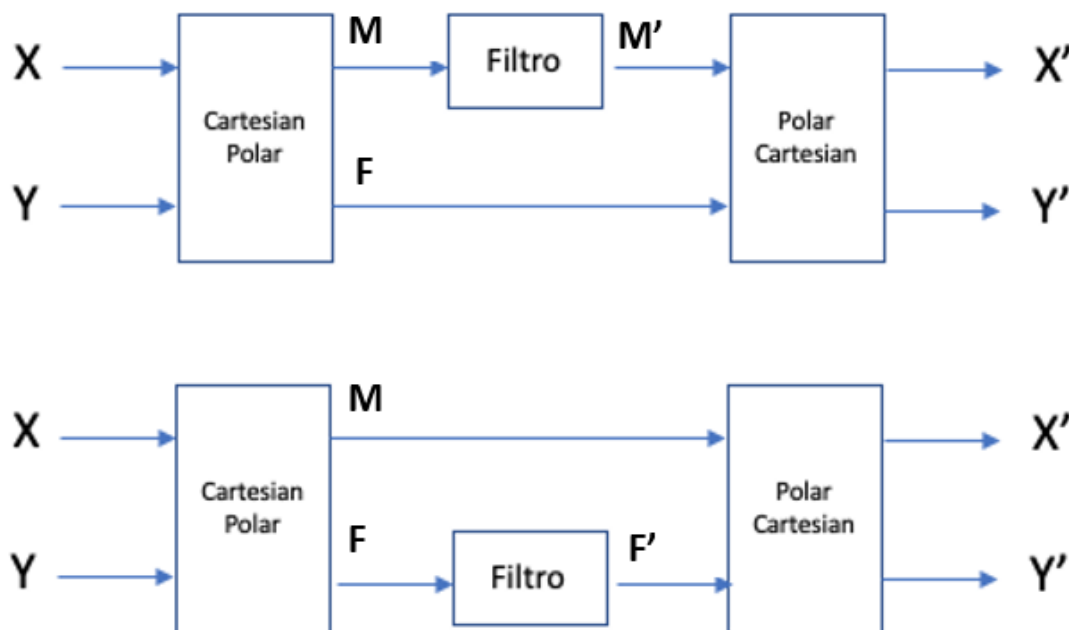 X
M
Filtro
M’
X’
Cartesian
Polar
Polar
Cartesian
Y
F
Y’
X
M
X’
Cartesian
Polar
Polar
Cartesian
Y
F
Filtro
F’
Y’